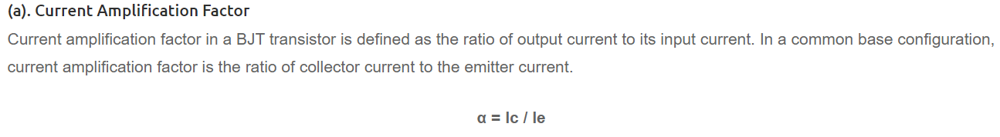 (a). Current Amplification Factor
Current amplification factor in a BJT transistor is defined as the ratio of output current to its input current. In a common base configuration,
current amplification factor is the ratio of collector current to the emitter current.
α = Ic / Ie